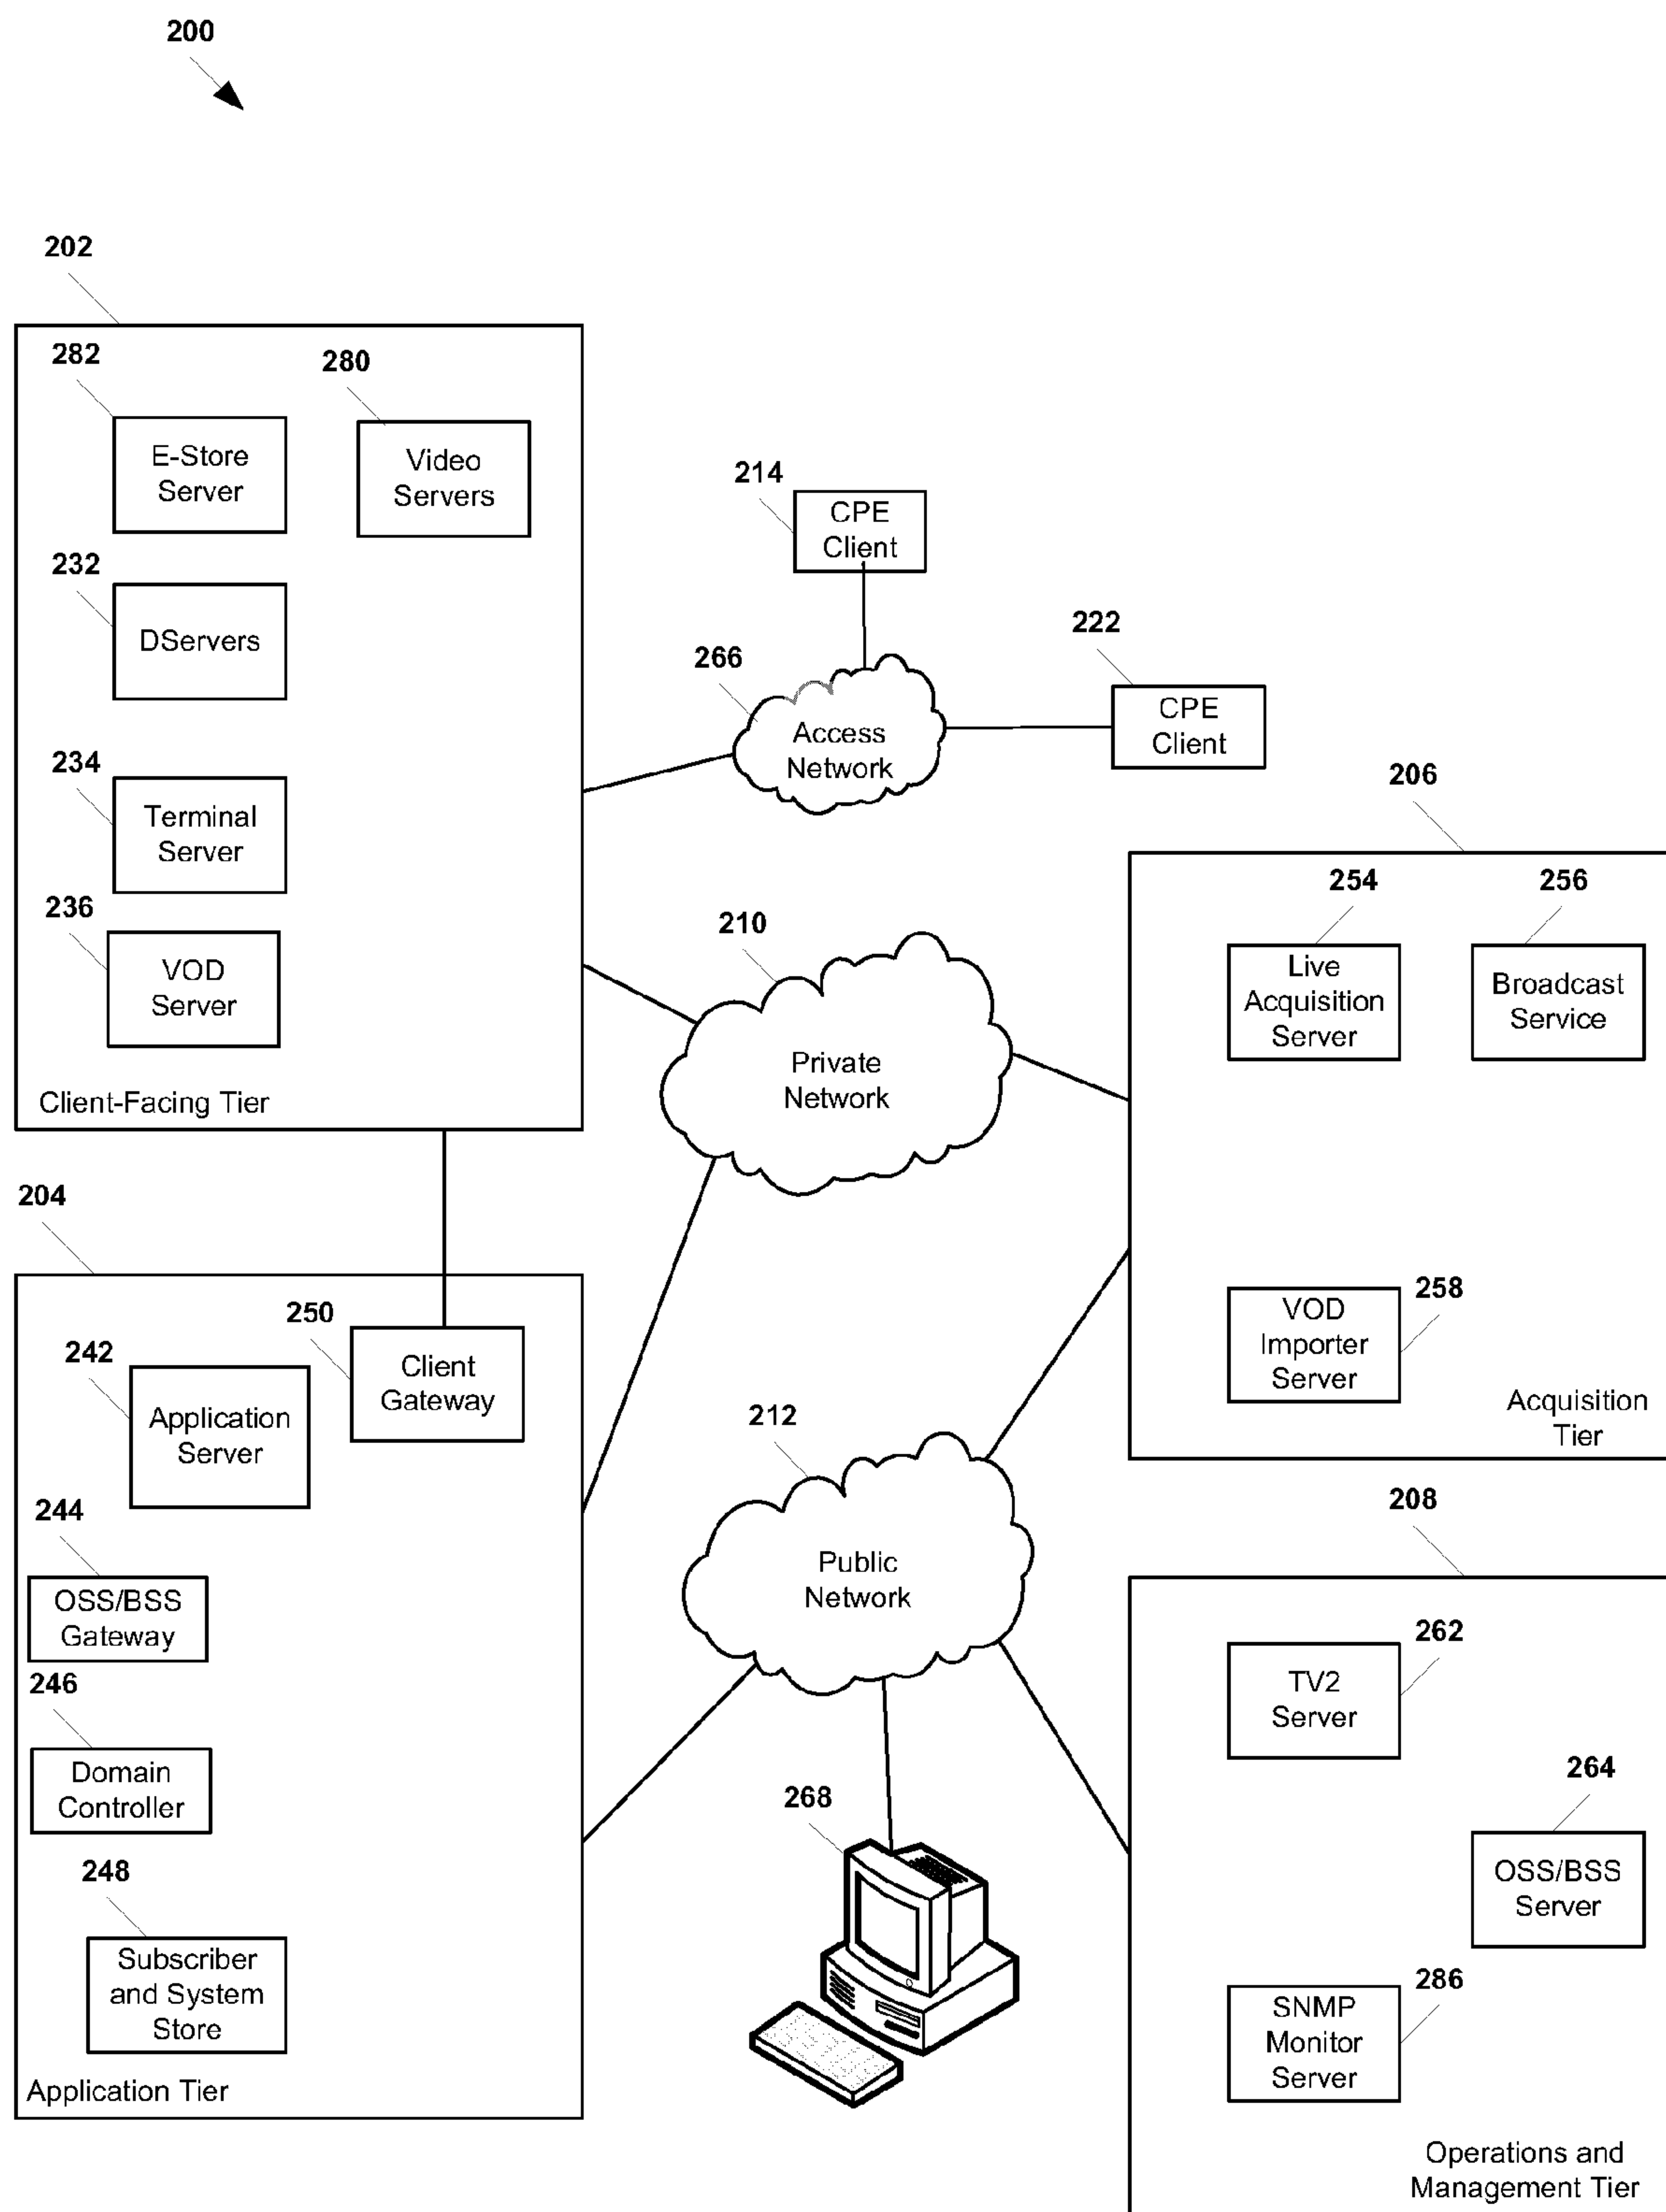 200
202
282
280
E-Store
Server
Video
Servers
232
DServers
234
Terminal
Server
236
VOD
Server
Client-Facing Tier
214
CPE
Client
222
CPE
Client
266
Access
Network
206
254
256
Live
Acquisition
Server
Broadcast
Service
258
VOD
Importer
Server
Acquisition
Tier
210
Private
Network
204
250
Client
Gateway
242
Application
Server
244
OSS/BSS
Gateway
246
Domain
Controller
248
Subscriber
and System
Store
Application Tier
212
Public
Network
268
208
262
TV2
Server
264
OSS/BSS
Server
286
SNMP
Monitor
Server
Operations and
Management Tier